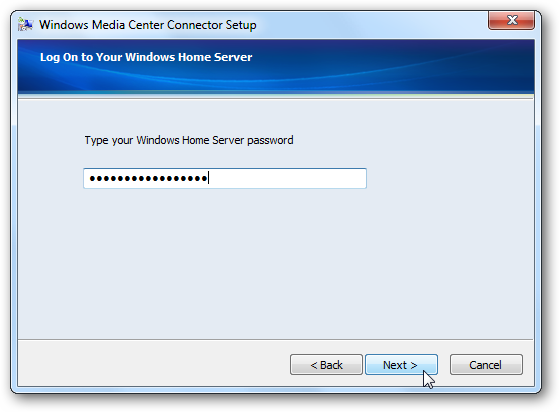 Windows Media Center Connector Setup
Log On to Your Windows Home Server
Type your Windows Home Server password
•••••••••••••••••
< Back Next > Cancel